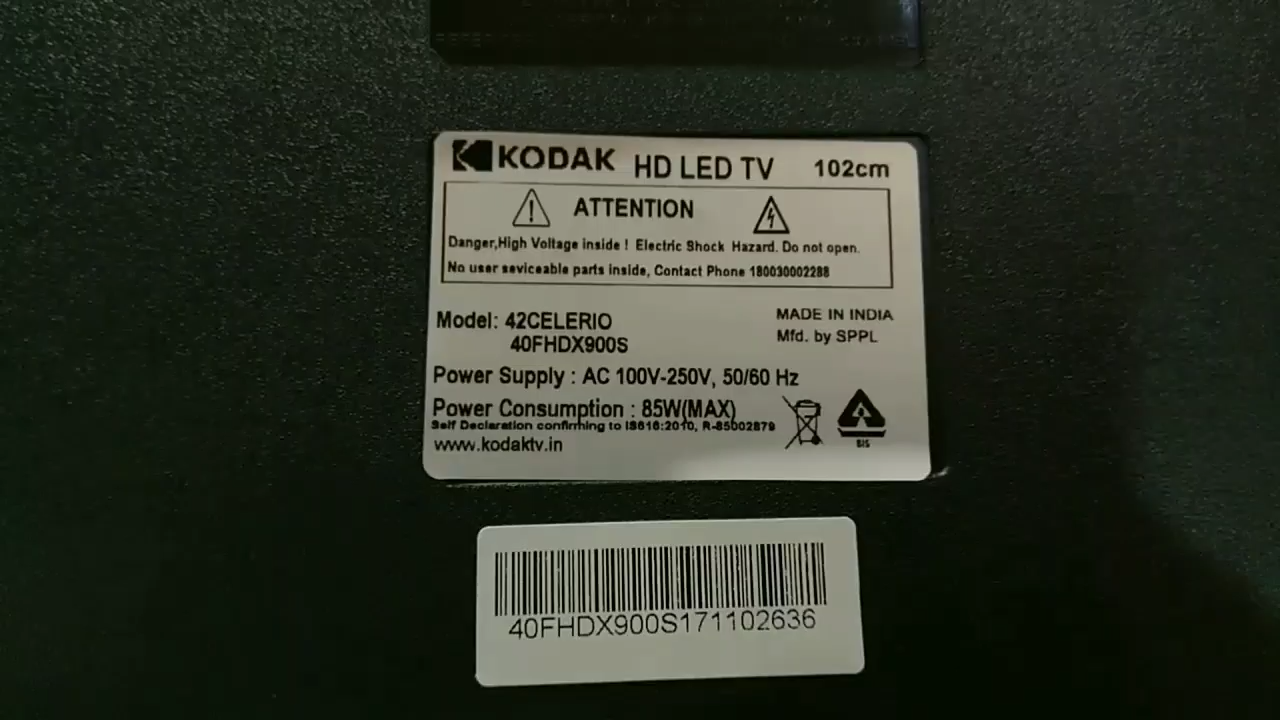 KODAK HD LED TV 102cm
ATTENTION
Danger,High Voltage inside ! Electric Shock Hazard. Do not open.
No user seviceable parts inside, Contact Phone 180030002288
Model: 42CELERIO
40FHDX900S
MADE IN INDIA
Mfd. by SPPL
Power Supply : AC 100V-250V, 50/60 Hz
Power Consumption : 85W(MAX)
Self Declaration confirming to IS616:2010, R-85002879
www.kodaktv.in
BIS
40FHDX900S171102636